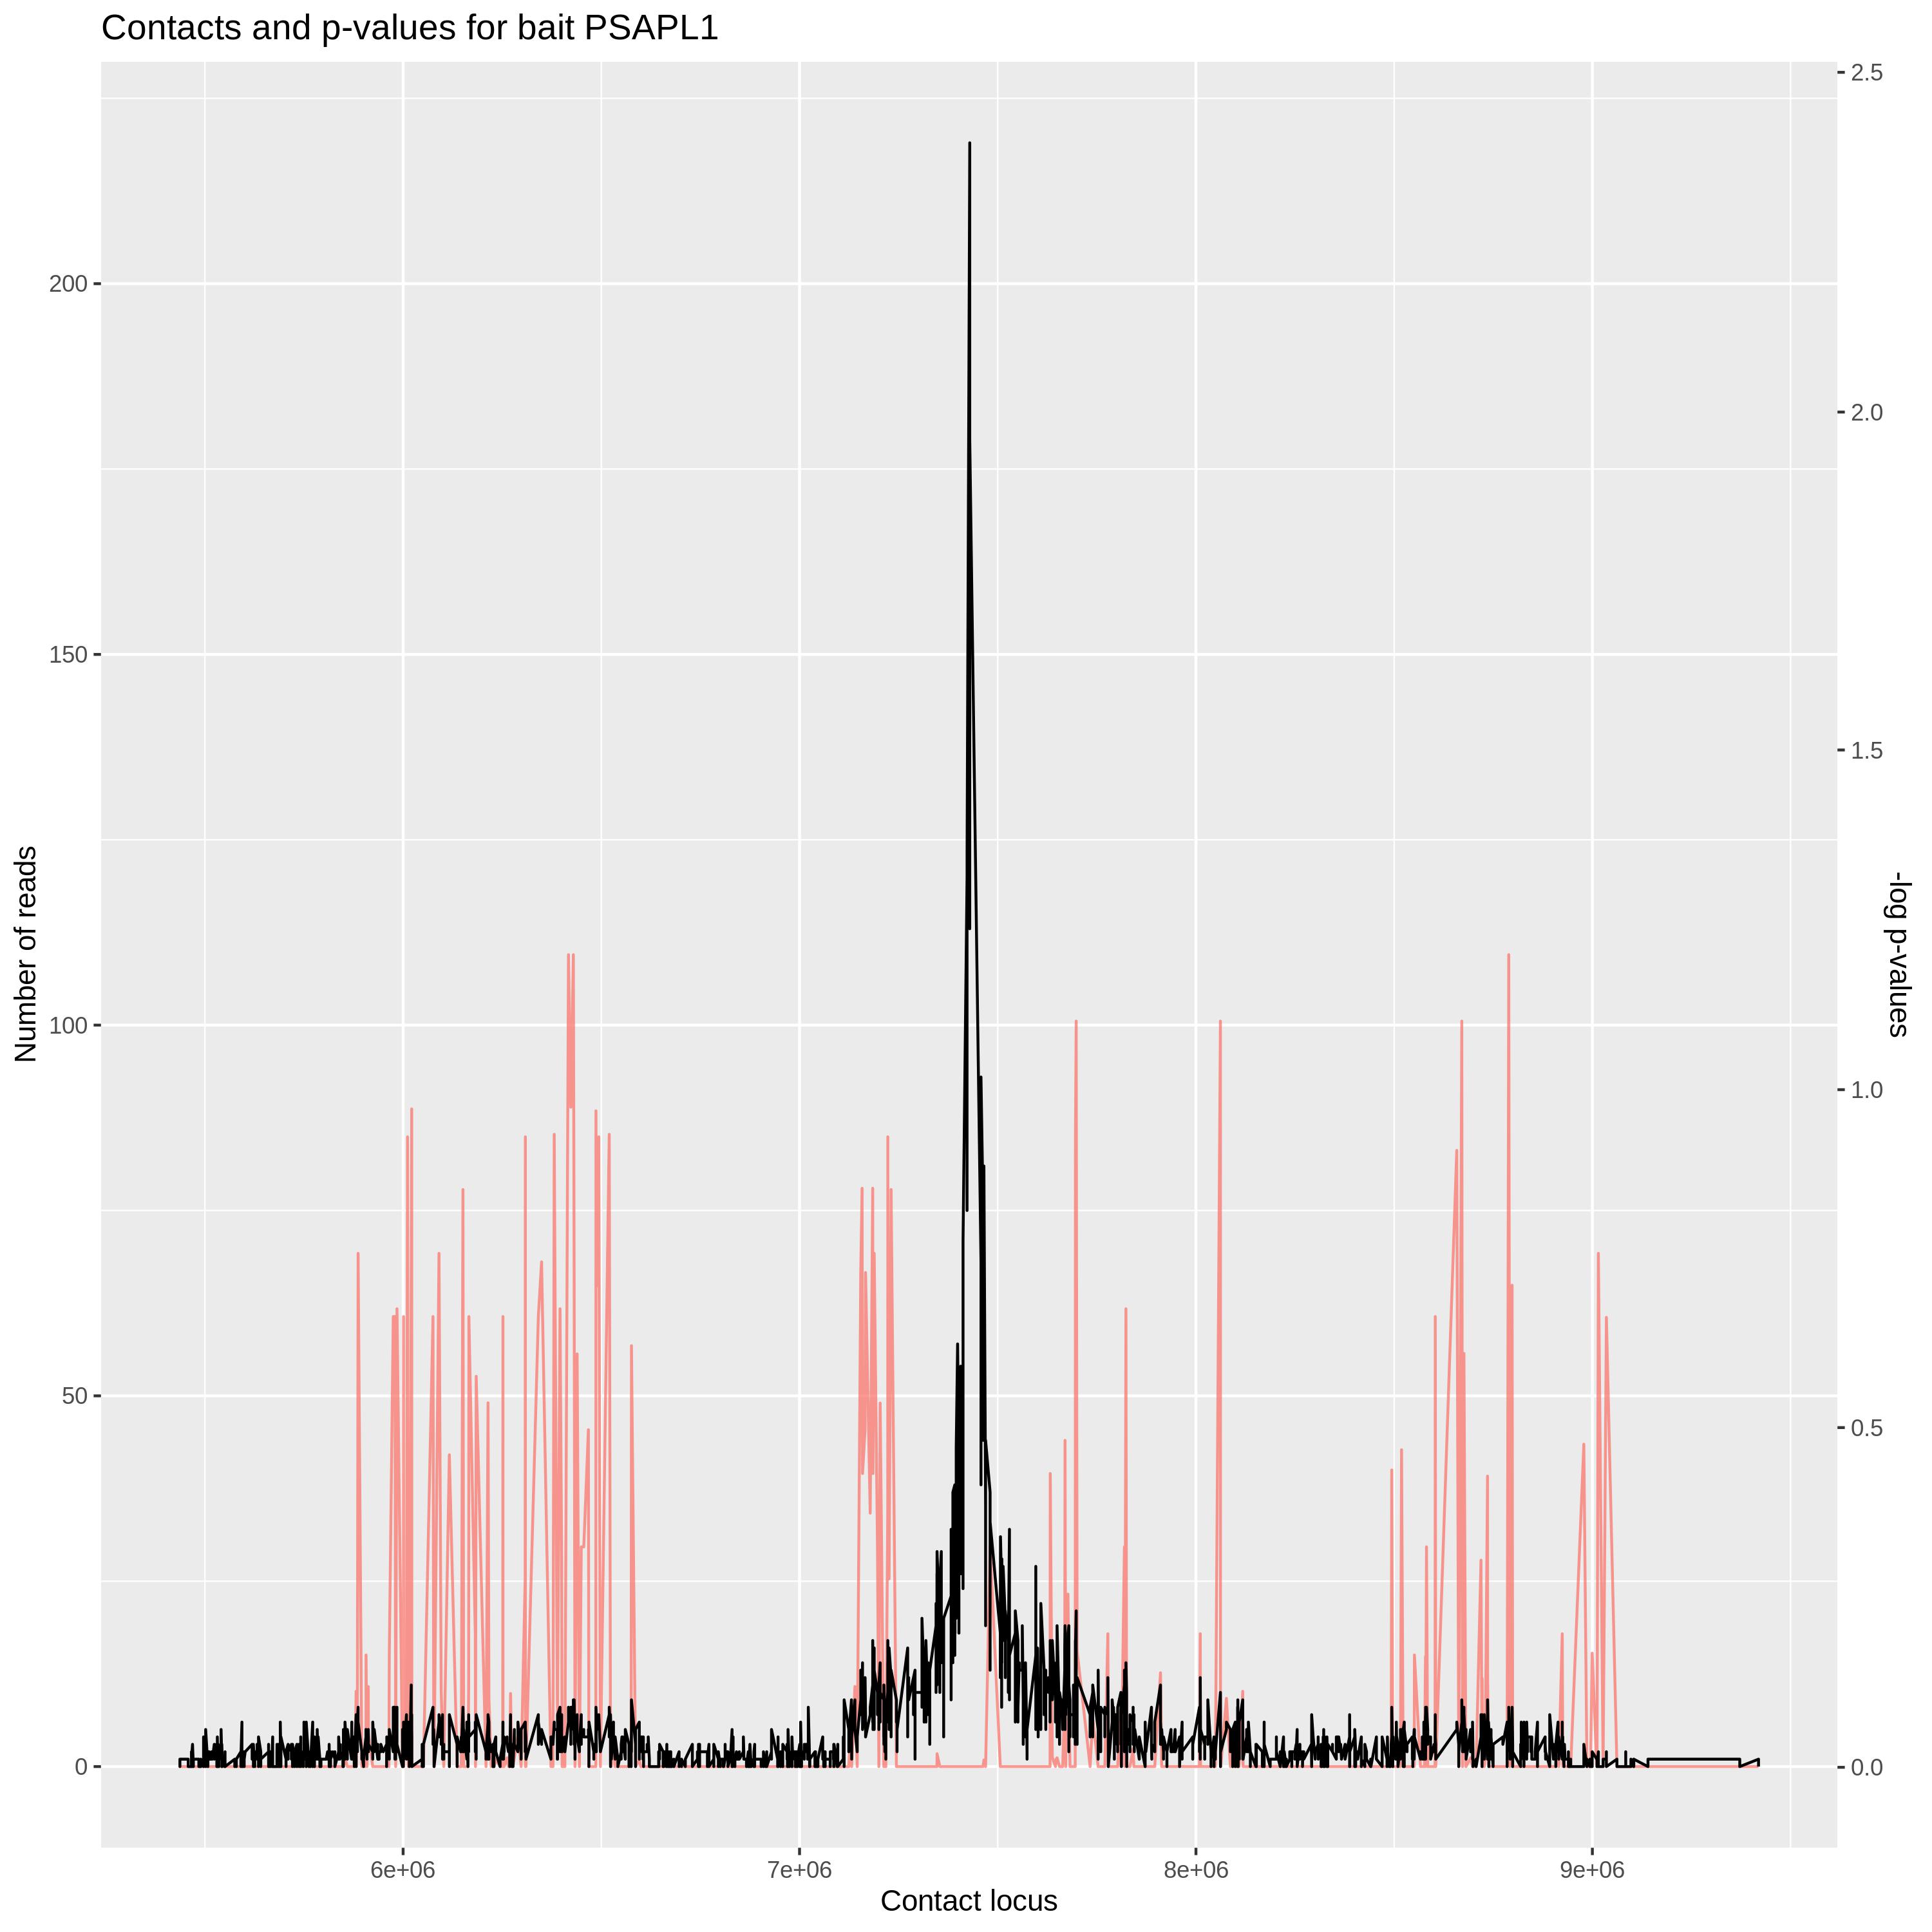 Contacts and p-values for bait PSAPL1
Number of reads
200
150
100
50
0
2.5
2.0
1.5
1.0
0.5
0.0
-log p-values
6e+06 7e+06 8e+06 9e+06
Contact locus